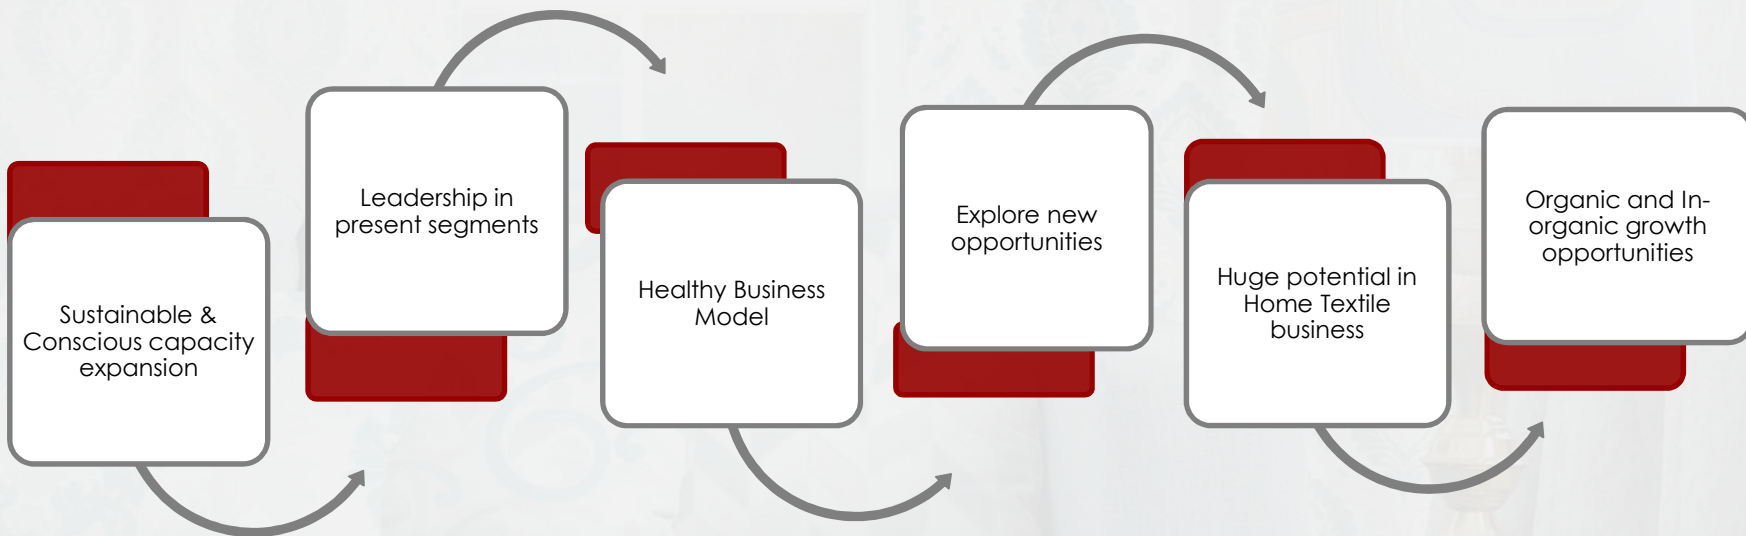 Sustainable &
Conscious capacity
expansion
Leadership in
present segments
Healthy Business
Model
Explore new
opportunities
Huge potential in
Home Textile
business
Organic and In-
organic growth
opportunities